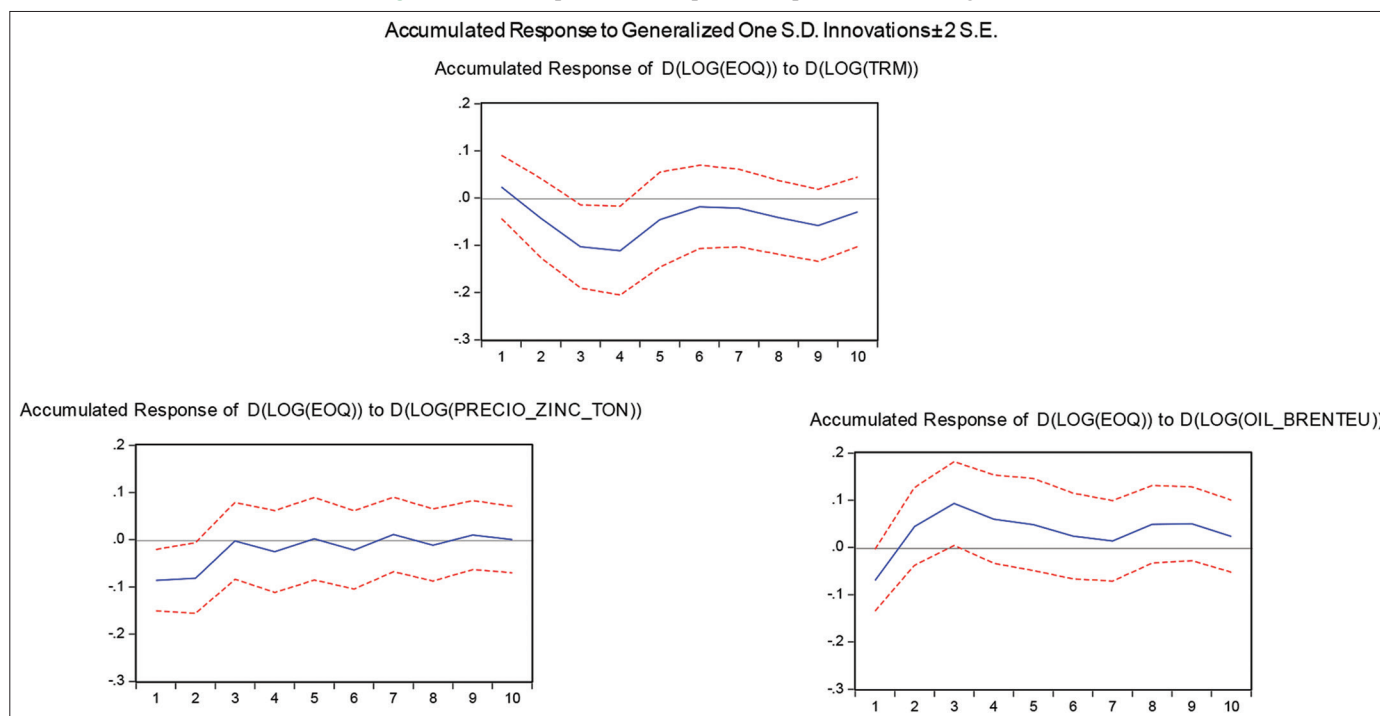 Accumulated Response to Generalized One S.D. Innovations±2 S.E.
Accumulated Response of D(LOG(EOQ)) to D(LOG(TRM))
.2
.1
.0
-.1
-.2
-.3
1 2 3 4 5 6 7 8 9 10
Accumulated Response of D(LOG(EOQ)) to D(LOG(PRECIO_ZINC_TON))
.2
.1
.0
-.1
-.2
-.3
1 2 3 4 5 6 7 8 9 10
Accumulated Response of D(LOG(EOQ)) to D(LOG(OIL_BRENTEU))
.2
.1
.0
-.1
-.2
-.3
1 2 3 4 5 6 7 8 9 10